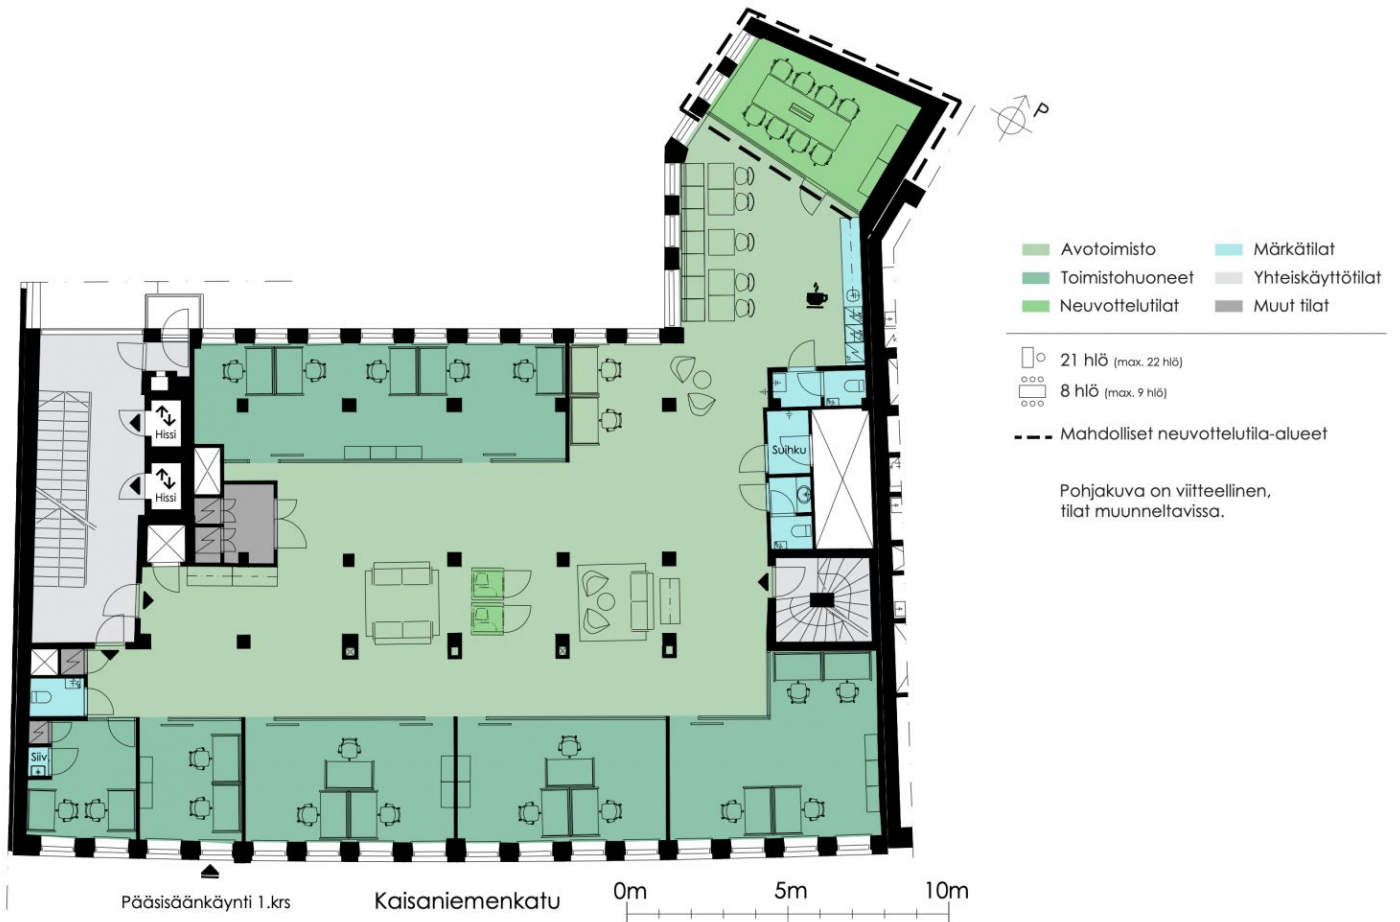 P
Avotoimisto
Märkätilat
Toimistohuoneet
Yhteiskäyttötilat
Neuvottelutilat
Muut tilat
21 hlö (max. 22 hlö)
8 hlö (max. 9 hlö)
Mahdolliset neuvottelutila-alueet
Pohjakuva on viitteellinen,
tilat muunneltavissa.
Hissi
Suihku
Hissi
Siiv.
0m
5m
10m
Pääsisäänkäynti 1.krs
Kaisaniemenkatu